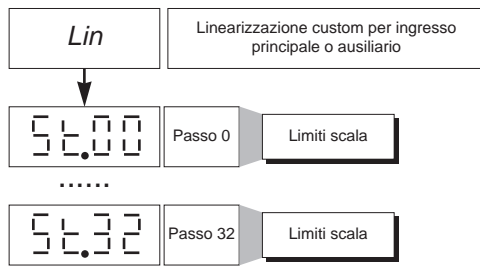 Lin
Linearizzazione custom per ingresso
principale o ausiliario
St.00
Passo 0
Limiti scala
......
St.32
Passo 32
Limiti scala